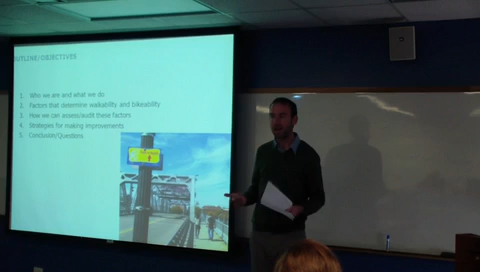 OUTLINE/OBJECTIVES
1. Who we are and what we do
2. Factors that determine walkability and bikeability
3. How we can assess/audit these factors
4. Strategies for making improvements
5. Conclusion/Questions